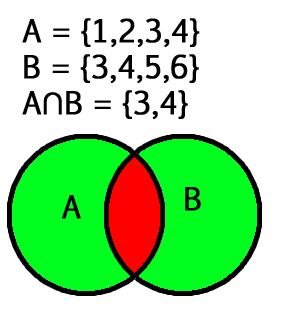 A = {1,2,3,4}
B = {3,4,5,6}
A∩B = {3,4}
A B